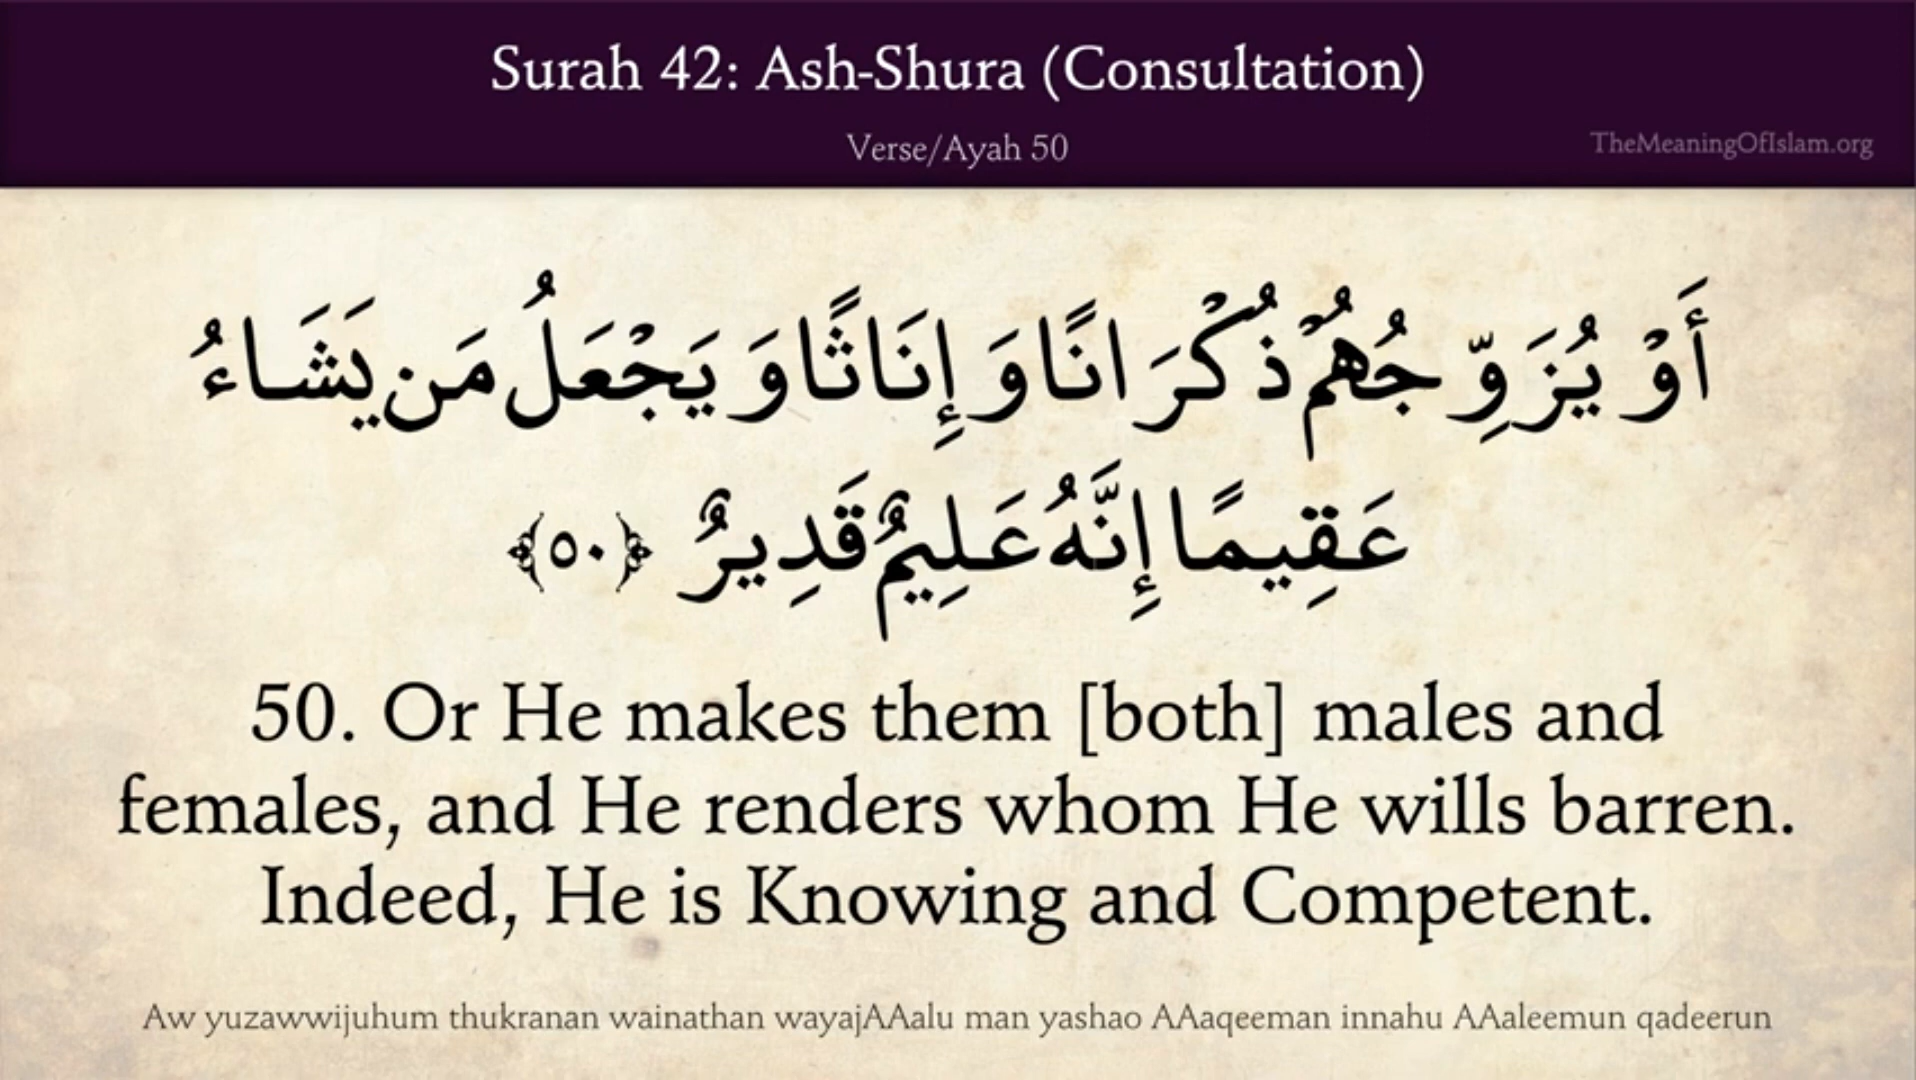 Surah 42: Ash-Shura (Consultation)
Verse/Ayah 50
TheMeaningOfIslam.org
أَوْ يُزَوِّجُهُمْ ذُكْرَانًا وَإِنَاثًا وَيَجْعَلُ مَن يَشَاءُ
عَقِيمًا إِنَّهُ عَلِيمٌ قَدِيرٌ ﴿٥٠﴾
50. Or He makes them [both] males and
females, and He renders whom He wills barren.
Indeed, He is Knowing and Competent.
Aw yuzawwijuhum thukranan wainathan wayajAAalu man yashao AAaqeeman innahu AAaleemun qadeerun